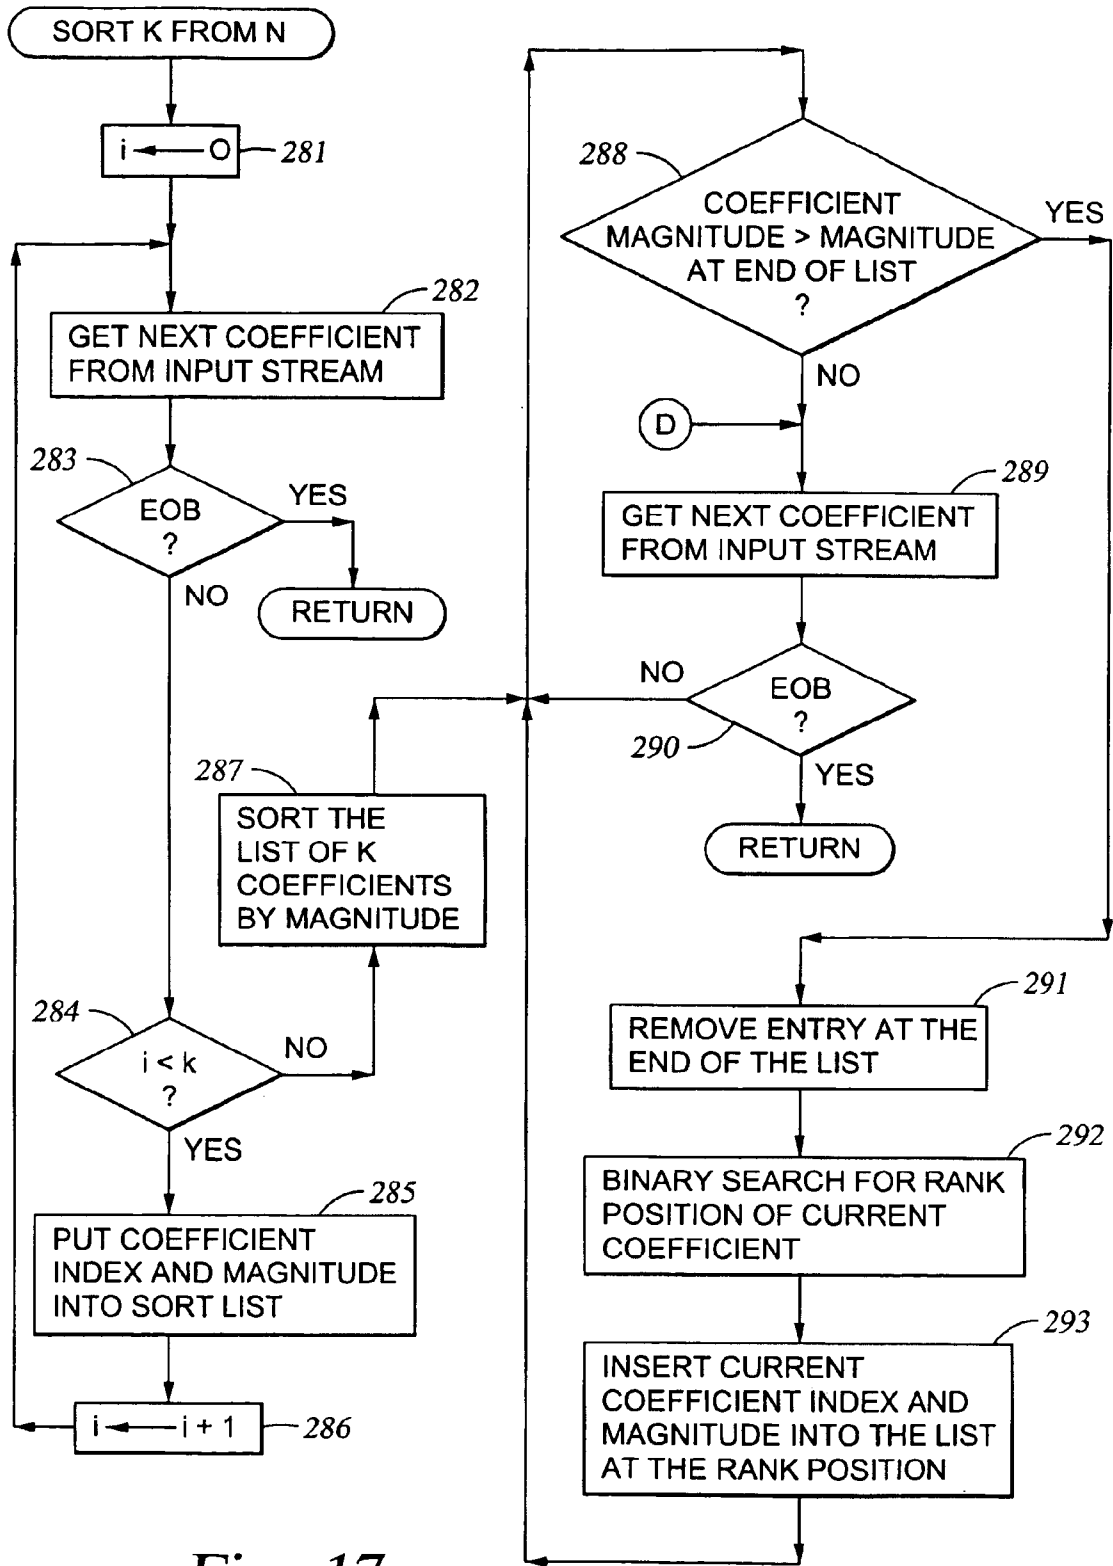 SORT K FROM N
i ← O
281
282
GET NEXT COEFFICIENT
FROM INPUT STREAM
283
EOB
?
YES
NO
RETURN
287
SORT THE
LIST OF K
COEFFICIENTS
BY MAGNITUDE
284
i < k
?
NO
YES
285
PUT COEFFICIENT
INDEX AND MAGNITUDE
INTO SORT LIST
i ← i + 1
286
288
COEFFICIENT
MAGNITUDE > MAGNITUDE
AT END OF LIST
?
YES
NO
D
289
GET NEXT COEFFICIENT
FROM INPUT STREAM
NO
EOB
?
290
YES
RETURN
291
REMOVE ENTRY AT THE
END OF THE LIST
292
BINARY SEARCH FOR RANK
POSITION OF CURRENT
COEFFICIENT
293
INSERT CURRENT
COEFFICIENT INDEX AND
MAGNITUDE INTO THE LIST
AT THE RANK POSITION
Fig. 17